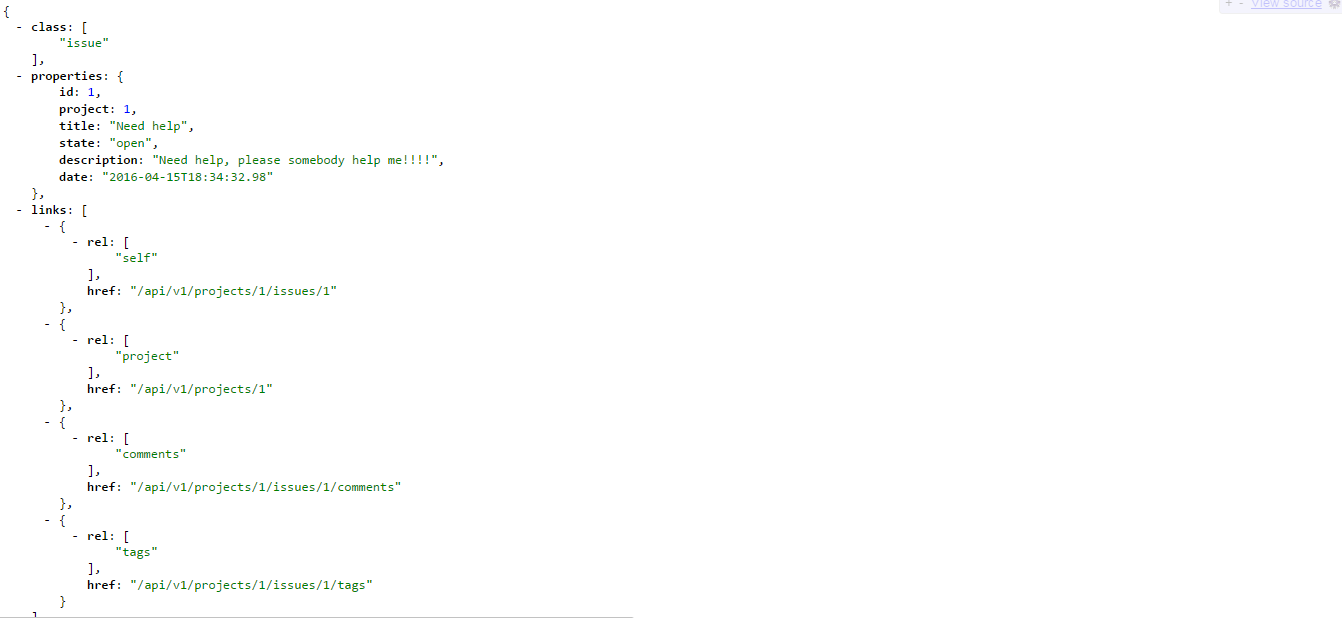 + - View source
{
- class: [
"issue"
],
- properties: {
id: 1,
project: 1,
title: "Need help",
state: "open",
description: "Need help, please somebody help me!!!!",
date: "2016-04-15T18:34:32.98"
},
- links: [
- {
- rel: [
"self"
],
href: "/api/v1/projects/1/issues/1"
},
- {
- rel: [
"project"
],
href: "/api/v1/projects/1"
},
- {
- rel: [
"comments"
],
href: "/api/v1/projects/1/issues/1/comments"
},
- {
- rel: [
"tags"
],
href: "/api/v1/projects/1/issues/1/tags"
}
]